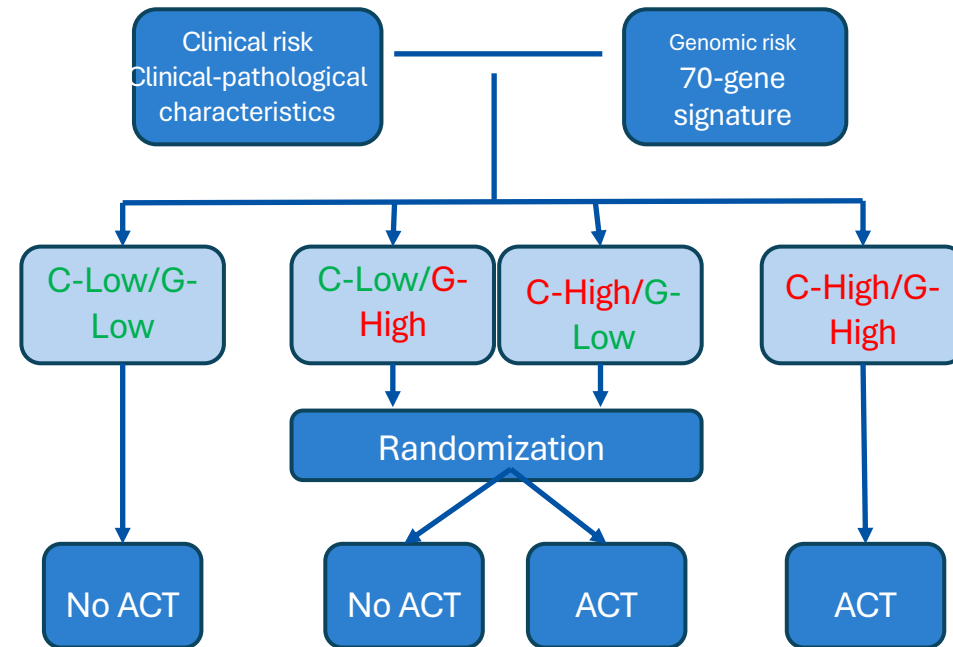 Clinical risk
Clinical-pathological
characteristics
Genomic risk
70-gene
signature
C-Low/G-
Low
C-Low/G-
High
C-High/G-
Low
C-High/G-
High
Randomization
No ACT
No ACT
ACT
ACT